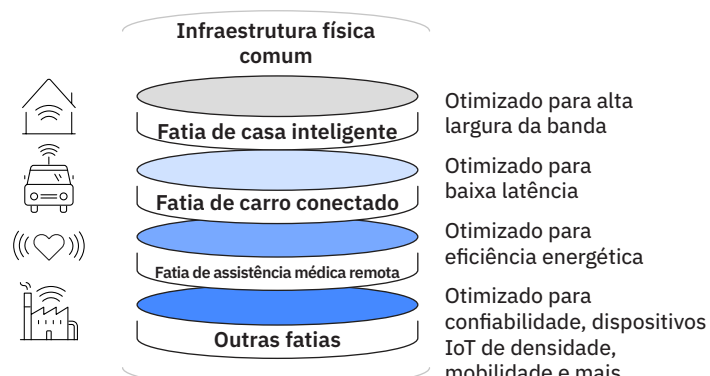 Infraestrutura física
comum
Fatia de casa inteligente
Otimizado para alta
largura da banda
Fatia de carro conectado
Otimizado para
baixa latência
Fatia de assistência médica remota
Otimizado para
eficiência energética
Outras fatias
Otimizado para
confiabilidade, dispositivos
IoT de densidade,
mobilidade e mais